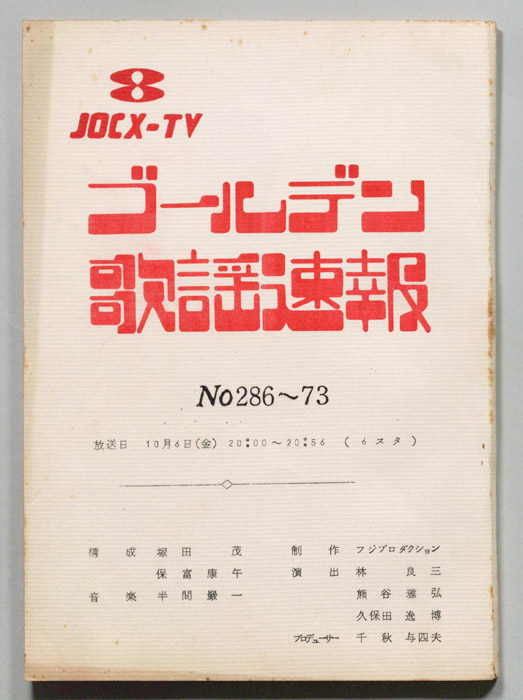 8
JOCX-TV
ゴールデン
歌謡速報
No286〜73
放送日 10月6日(金) 20:00〜20:56 ( 6スタ )
構成 塚田茂 制作 フジプロダクション
保富康午 演出 林良三
音楽 半間巌一 熊谷雅弘
久保田逸博
プロデューサー 千秋与四夫